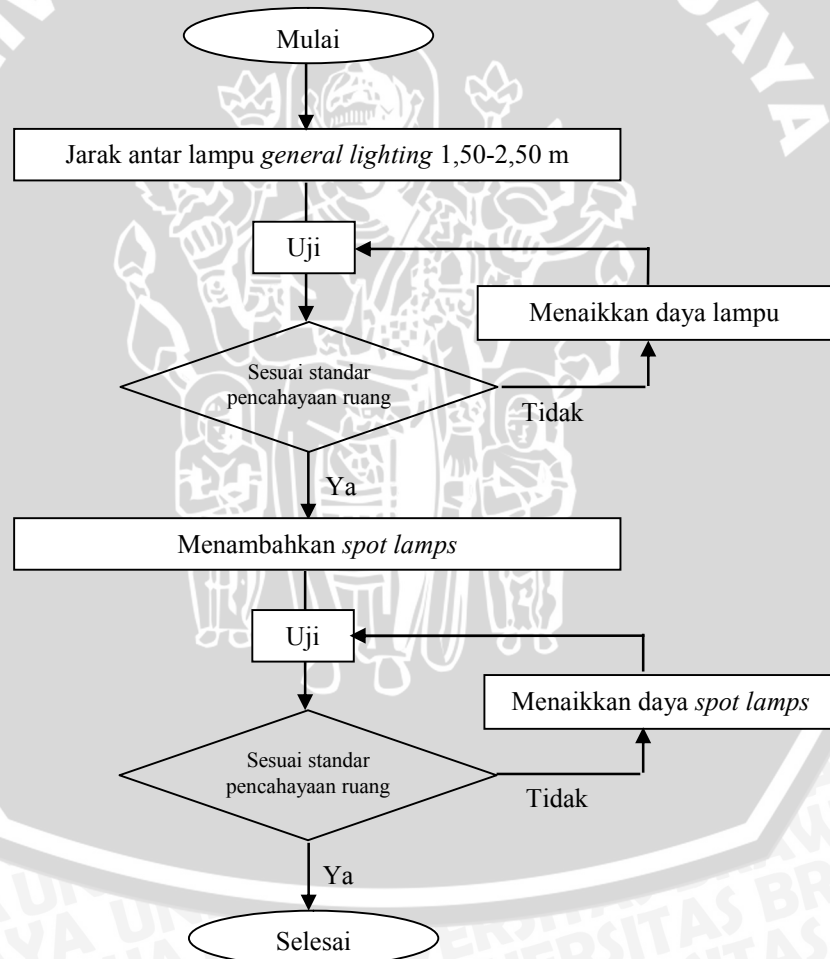 Mulai
Jarak antar lampu general lighting 1,50-2,50 m
Uji
Menaikkan daya lampu
Sesuai standar
pencahayaan ruang
Tidak
Ya
Menambahkan spot lamps
Uji
Menaikkan daya spot lamps
Sesuai standar
pencahayaan ruang
Tidak
Ya
Selesai